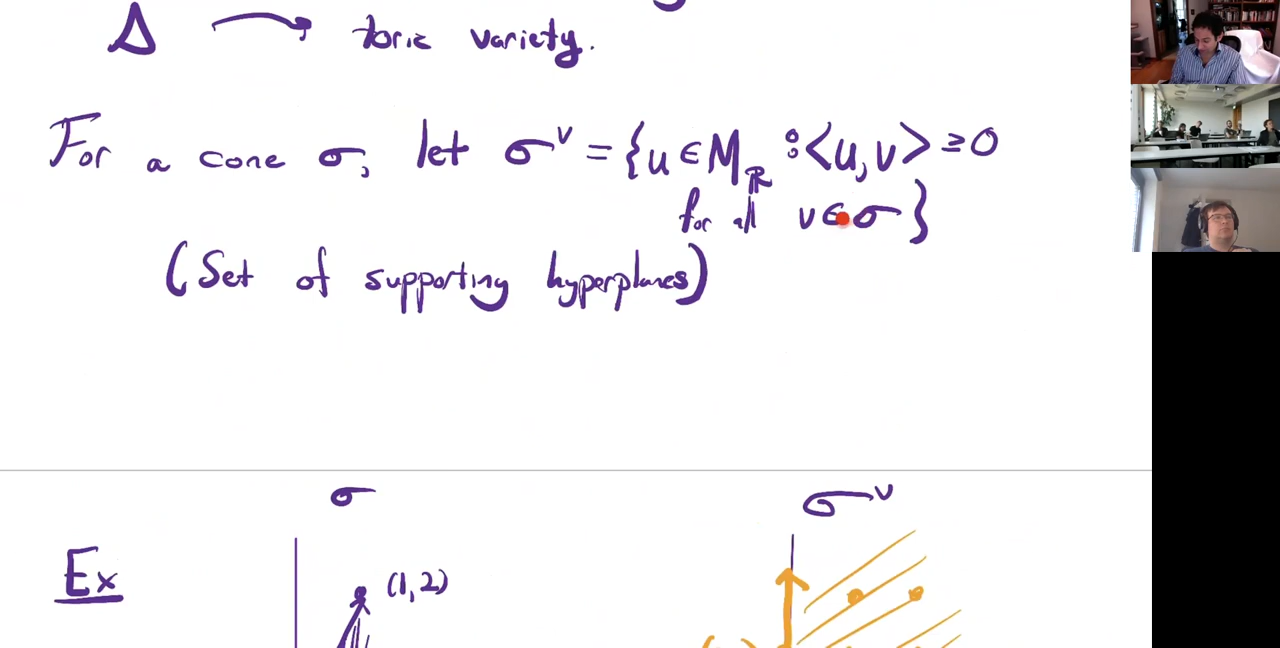 Δ → toric variety.
For a cone σ, let σ^∨ = {u ∈ M_ℝ : <u, v> ≥ 0
for all v ∈ σ}
(Set of supporting hyperplanes)
σ σ^∨
Ex
(1,2)